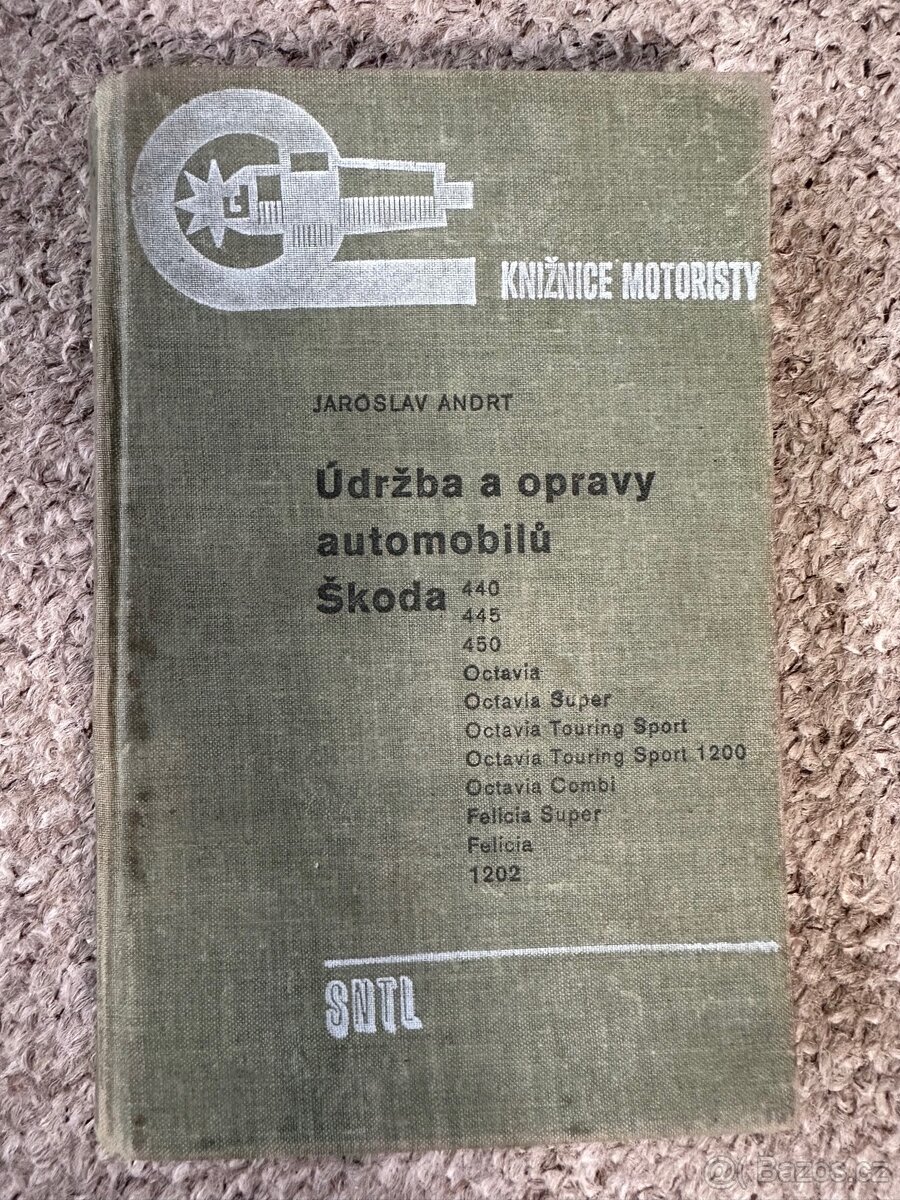 KNIŽNICE MOTORISTY
JAROSLAV ANDRT
Údržba a opravy
automobilů
Škoda 440
445
450
Octavia
Octavia Super
Octavia Touring Sport
Octavia Touring Sport 1200
Octavia Combi
Felicia Super
Felicia
1202
SNTL
@ Bazos.cz